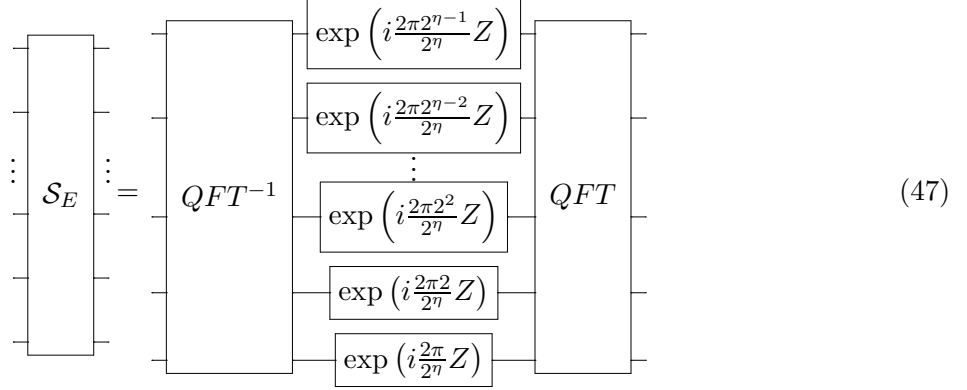 exp(i 2π2^{η−1}/2^η Z)
exp(i 2π2^{η−2}/2^η Z)
⋮ ⋮ ⋮
S_E = QFT^{−1} QFT (47)
exp(i 2π2^2/2^η Z)
exp(i 2π2/2^η Z)
exp(i 2π/2^η Z)